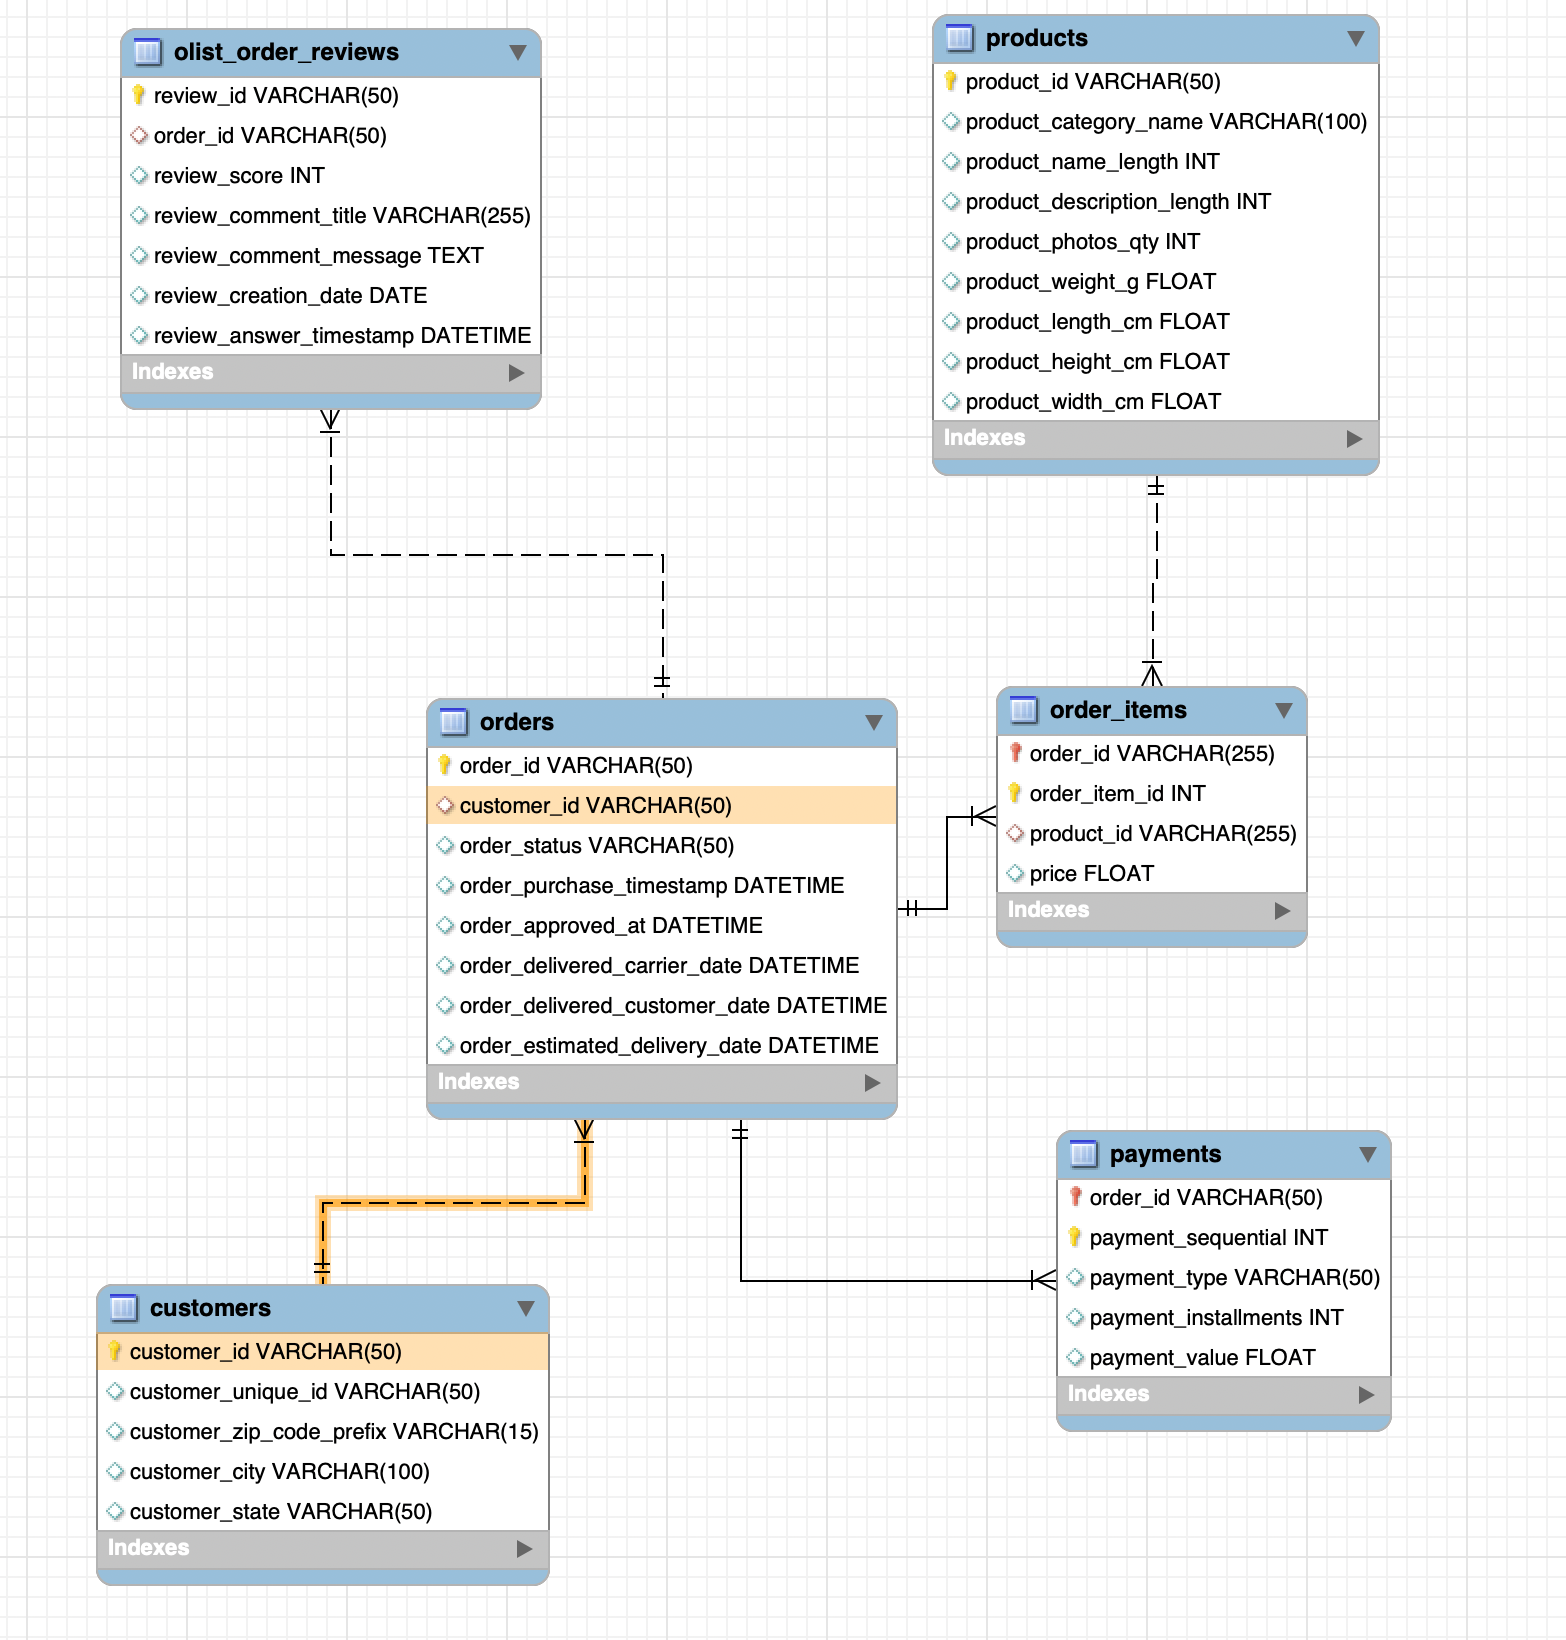 olist_order_reviews
review_id VARCHAR(50)
order_id VARCHAR(50)
review_score INT
review_comment_title VARCHAR(255)
review_comment_message TEXT
review_creation_date DATE
review_answer_timestamp DATETIME
Indexes
products
product_id VARCHAR(50)
product_category_name VARCHAR(100)
product_name_length INT
product_description_length INT
product_photos_qty INT
product_weight_g FLOAT
product_length_cm FLOAT
product_height_cm FLOAT
product_width_cm FLOAT
Indexes
orders
order_id VARCHAR(50)
customer_id VARCHAR(50)
order_status VARCHAR(50)
order_purchase_timestamp DATETIME
order_approved_at DATETIME
order_delivered_carrier_date DATETIME
order_delivered_customer_date DATETIME
order_estimated_delivery_date DATETIME
Indexes
order_items
order_id VARCHAR(255)
order_item_id INT
product_id VARCHAR(255)
price FLOAT
Indexes
customers
customer_id VARCHAR(50)
customer_unique_id VARCHAR(50)
customer_zip_code_prefix VARCHAR(15)
customer_city VARCHAR(100)
customer_state VARCHAR(50)
Indexes
payments
order_id VARCHAR(50)
payment_sequential INT
payment_type VARCHAR(50)
payment_installments INT
payment_value FLOAT
Indexes